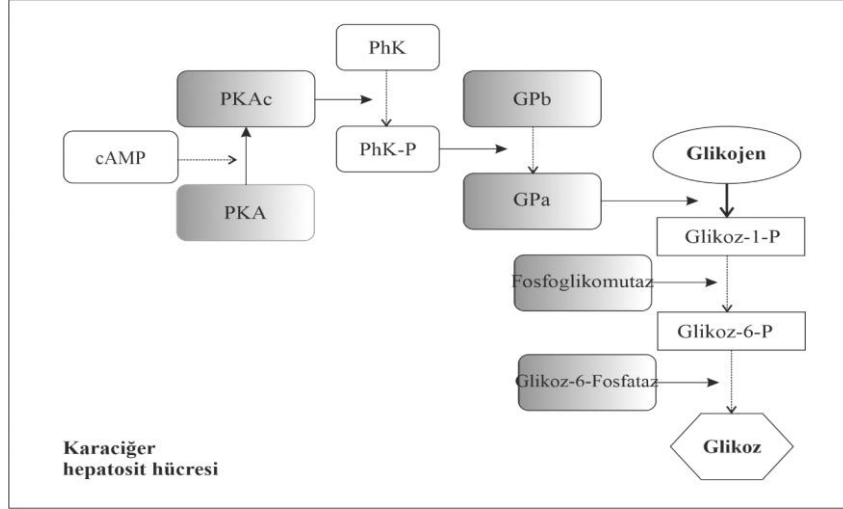 PhK
PKAc
GPb
cAMP
PhK-P
Glikojen
PKA
GPa
Glikoz-1-P
Fosfoglikomutaz
Glikoz-6-P
Glikoz-6-Fosfataz
Glikoz
Karaciğer
hepatosit hücresi